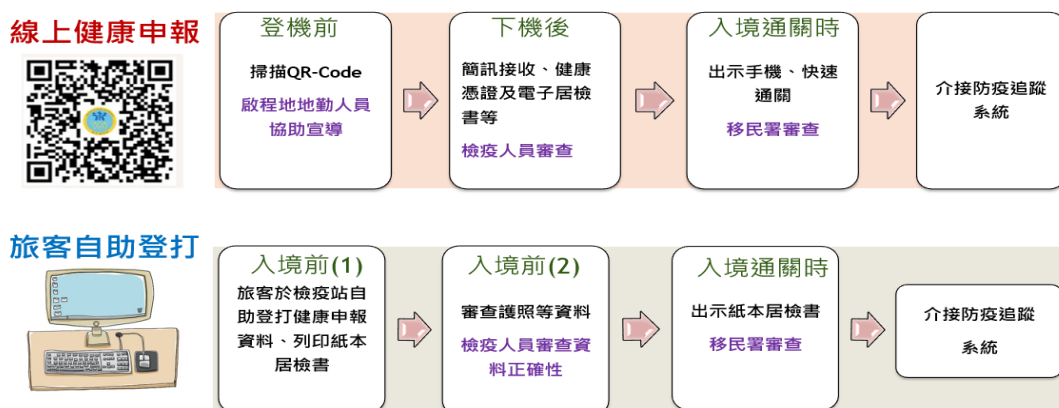 線上健康申報
登機前
掃描QR-Code
啟程地地勤人員
協助宣導
下機後
簡訊接收、健康
憑證及電子居檢
書等
檢疫人員審查
入境通關時
出示手機、快速
通關
移民署審查
介接防疫追蹤
系統
旅客自助登打
入境前(1)
旅客於檢疫站自
助登打健康申報
資料、列印紙本
居檢書
入境前(2)
審查護照等資料
檢疫人員審查資
料正確性
入境通關時
出示紙本居檢書
移民署審查
介接防疫追蹤
系統